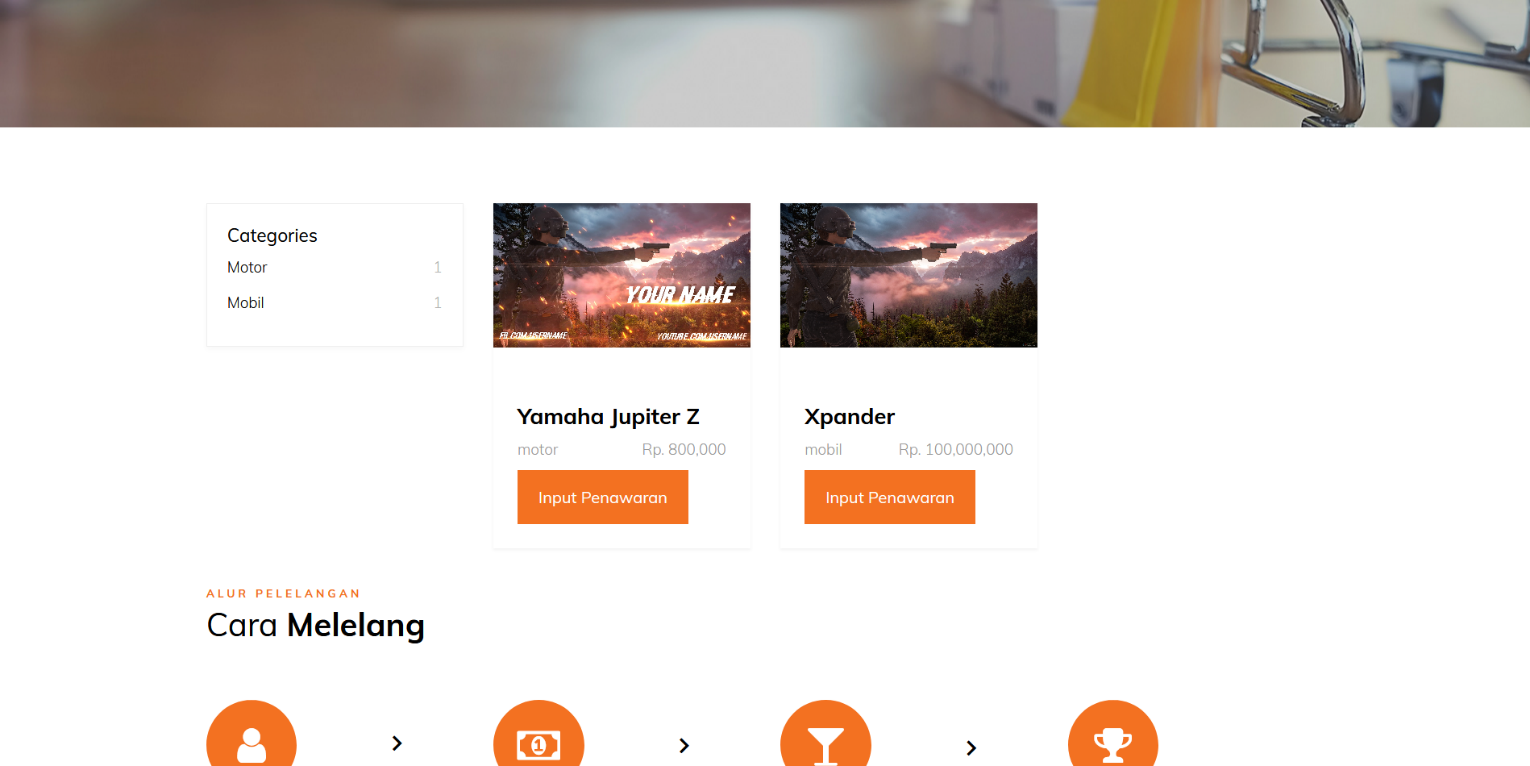 Categories
Motor 1
Mobil 1
YOUR NAME
FB.COM/USERNAME YOUTUBE.COM/USERNAME
Yamaha Jupiter Z
motor Rp. 800,000
Input Penawaran
Xpander
mobil Rp. 100,000,000
Input Penawaran
ALUR PELELANGAN
Cara Melelang
1